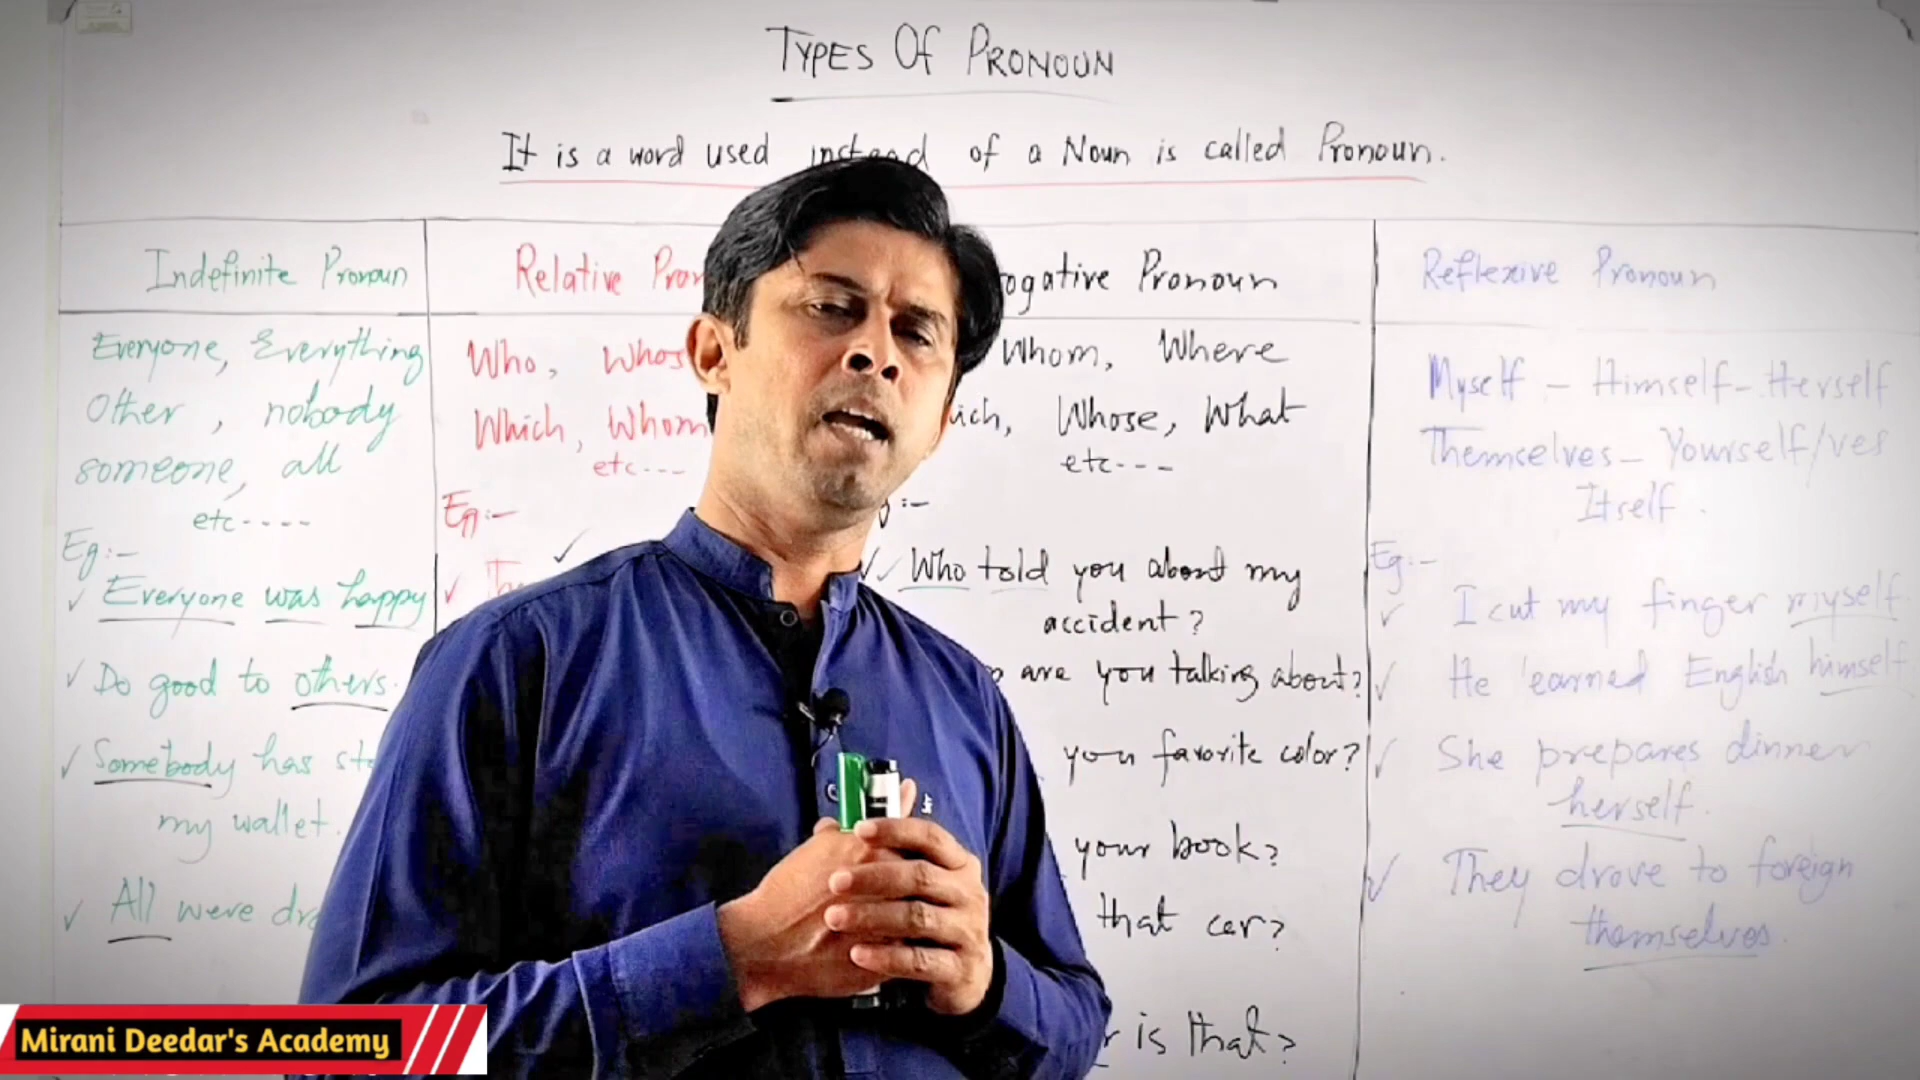 TYPES OF PRONOUN
It is a word used instead of a Noun is called Pronoun.
Indefinite Pronoun
Everyone, Everything
Other, nobody
someone, all
etc----
Eg:-
Everyone was happy
Do good to others.
Somebody has
my wallet.
All were
Relative
Who,
Which, Whom
etc---
Eg:-
Pronoun
Whom, Where
Whose, What
etc---
Who told you about my
accident?
are you talking about?
you favorite color?
your book?
that car?
is that?
Reflexive Pronoun
Myself - Himself - Herself
Themselves - Yourself/ves
Itself.
Eg:-
I cut my finger myself.
He earned English himself
She prepares dinner
herself.
They drove to foreign
themselves.
Mirani Deedar's Academy